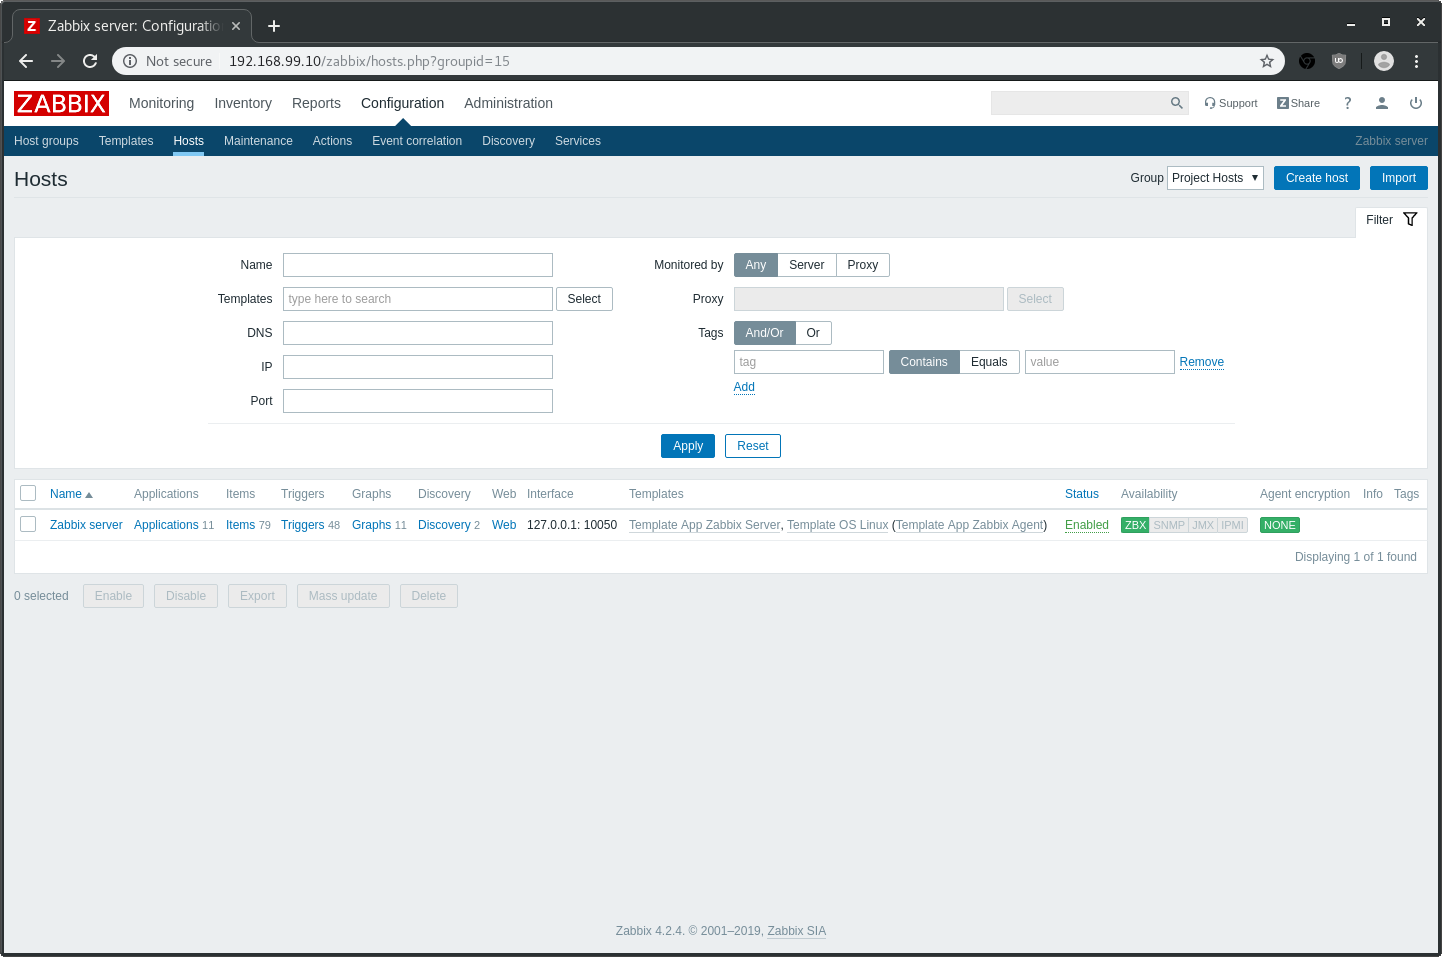 Zabbix server: Configuratio
Not secure 192.168.99.10/zabbix/hosts.php?groupid=15
ZABBIX Monitoring Inventory Reports Configuration Administration Support Z Share ?
Host groups Templates Hosts Maintenance Actions Event correlation Discovery Services Zabbix server
Hosts Group Project Hosts Create host Import
Filter
Name Monitored by Any Server Proxy
Templates type here to search Select Proxy Select
DNS Tags And/Or Or
IP tag Contains Equals value Remove
Add
Port
Apply Reset
Name Applications Items Triggers Graphs Discovery Web Interface Templates Status Availability Agent encryption Info Tags
Zabbix server Applications 11 Items 79 Triggers 48 Graphs 11 Discovery 2 Web 127.0.0.1: 10050 Template App Zabbix Server, Template OS Linux (Template App Zabbix Agent) Enabled ZBX SNMP JMX IPMI NONE
Displaying 1 of 1 found
0 selected Enable Disable Export Mass update Delete
Zabbix 4.2.4. © 2001–2019, Zabbix SIA